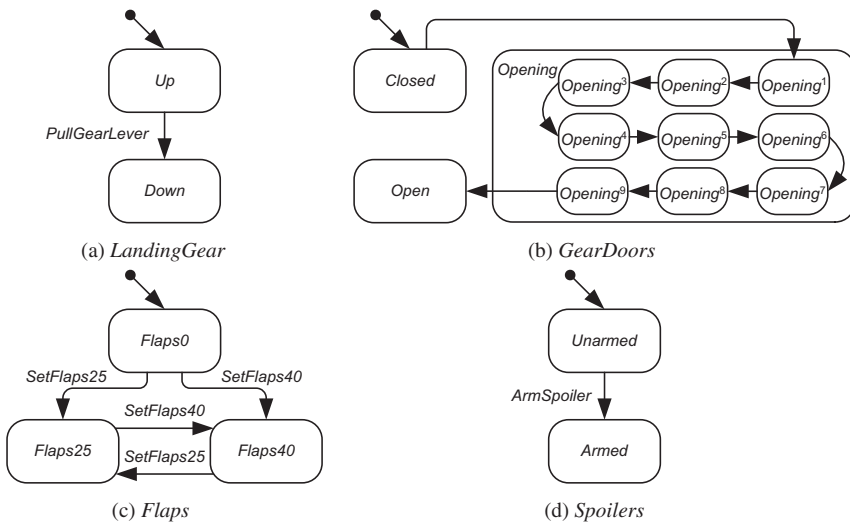 Up
PullGearLever
Down
(a) LandingGear
Closed
Opening
Opening³
Opening²
Opening¹
Opening⁴
Opening⁵
Opening⁶
Open
Opening⁹
Opening⁸
Opening⁷
(b) GearDoors
Flaps0
SetFlaps25
SetFlaps40
SetFlaps40
Flaps25
SetFlaps25
Flaps40
(c) Flaps
Unarmed
ArmSpoiler
Armed
(d) Spoilers